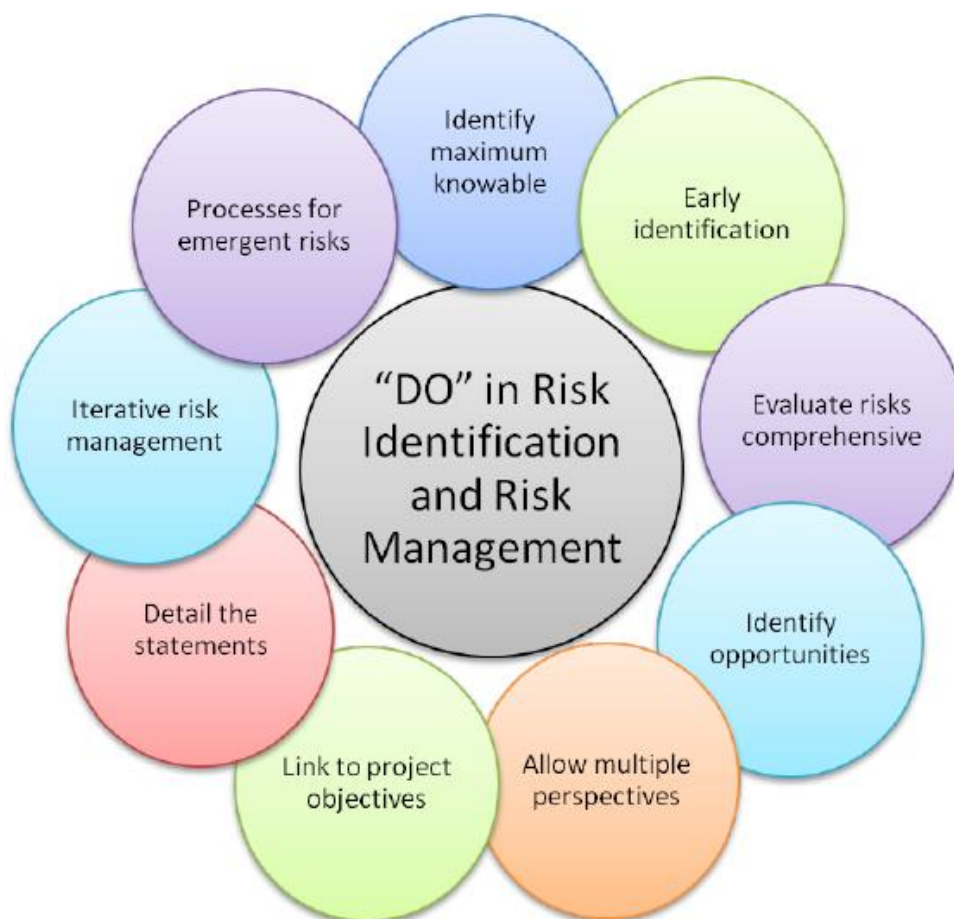 “DO” in Risk
Identification
and Risk
Management
Identify
maximum
knowable
Early
identification
Evaluate risks
comprehensive
Identify
opportunities
Allow multiple
perspectives
Link to project
objectives
Detail the
statements
Iterative risk
management
Processes for
emergent risks